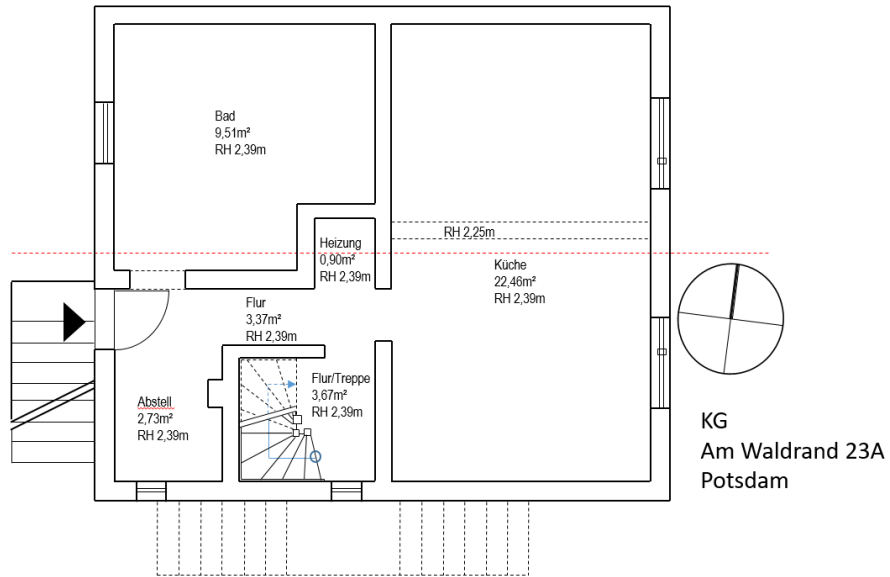 Bad
9,51m²
RH 2,39m
RH 2,25m
Heizung
0,90m²
RH 2,39m
Küche
22,46m²
RH 2,39m
Flur
3,37m²
RH 2,39m
Flur/Treppe
3,67m²
RH 2,39m
Abstell
2,73m²
RH 2,39m
KG
Am Waldrand 23A
Potsdam